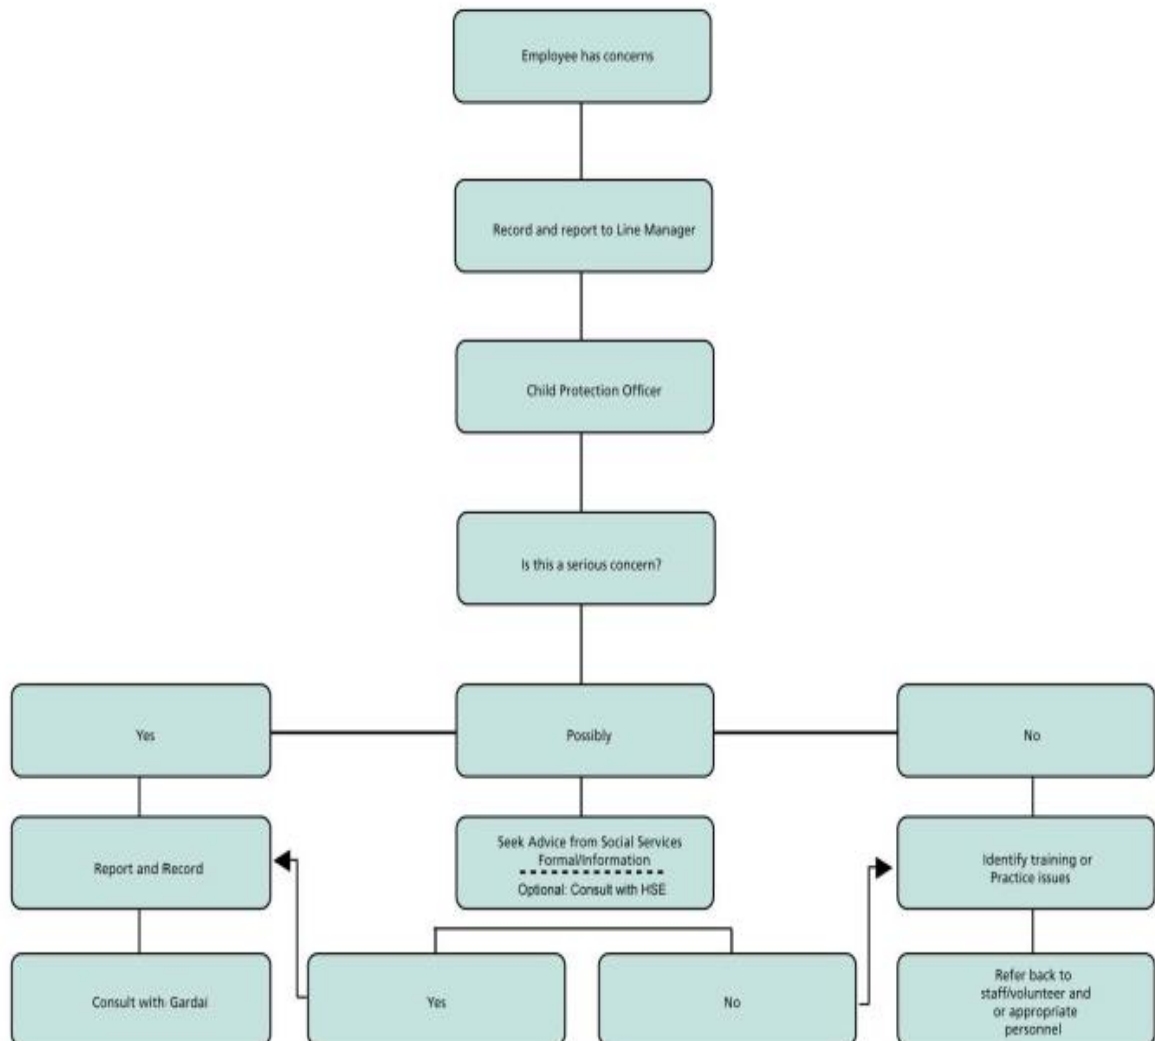 Employee has concerns
Record and report to Line Manager
Child Protection Officer
Is this a serious concern?
Yes
Possibly
No
Report and Record
Seek Advice from Social Services
Formal/Information
Optional: Consult with HSE
Identify training or
Practice issues
Consult with Gardai
Yes
No
Refer back to
staff/volunteer and
or appropriate
personnel